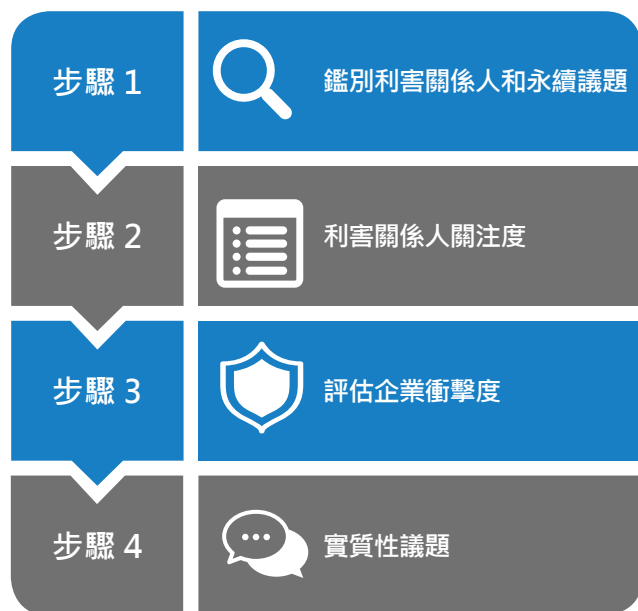 步驟 1
鑑別利害關係人和永續議題
步驟 2
利害關係人關注度
步驟 3
評估企業衝擊度
步驟 4
實質性議題